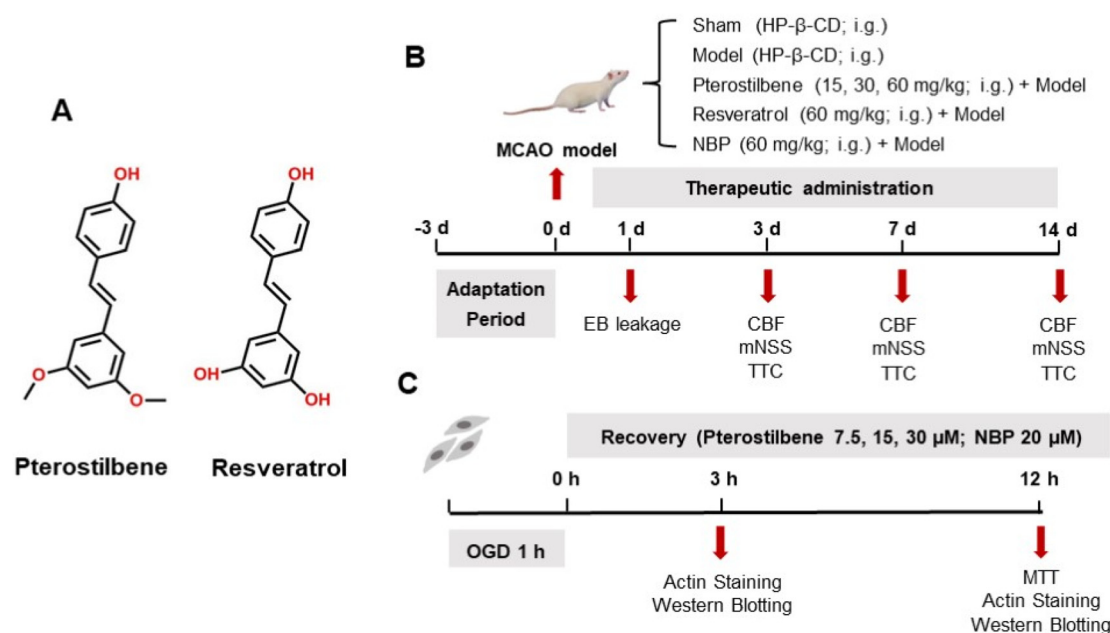 A
OH
O
O
Pterostilbene
OH
OH
OH
Resveratrol
B
MCAO model
Sham (HP-β-CD; i.g.)
Model (HP-β-CD; i.g.)
Pterostilbene (15, 30, 60 mg/kg; i.g.) + Model
Resveratrol (60 mg/kg; i.g.) + Model
NBP (60 mg/kg; i.g.) + Model
Therapeutic administration
-3 d 0 d 1 d 3 d 7 d 14 d
Adaptation
Period
EB leakage
CBF
mNSS
TTC
CBF
mNSS
TTC
CBF
mNSS
TTC
C
Recovery (Pterostilbene 7.5, 15, 30 μM; NBP 20 μM)
0 h 3 h 12 h
OGD 1 h
Actin Staining
Western Blotting
MTT
Actin Staining
Western Blotting